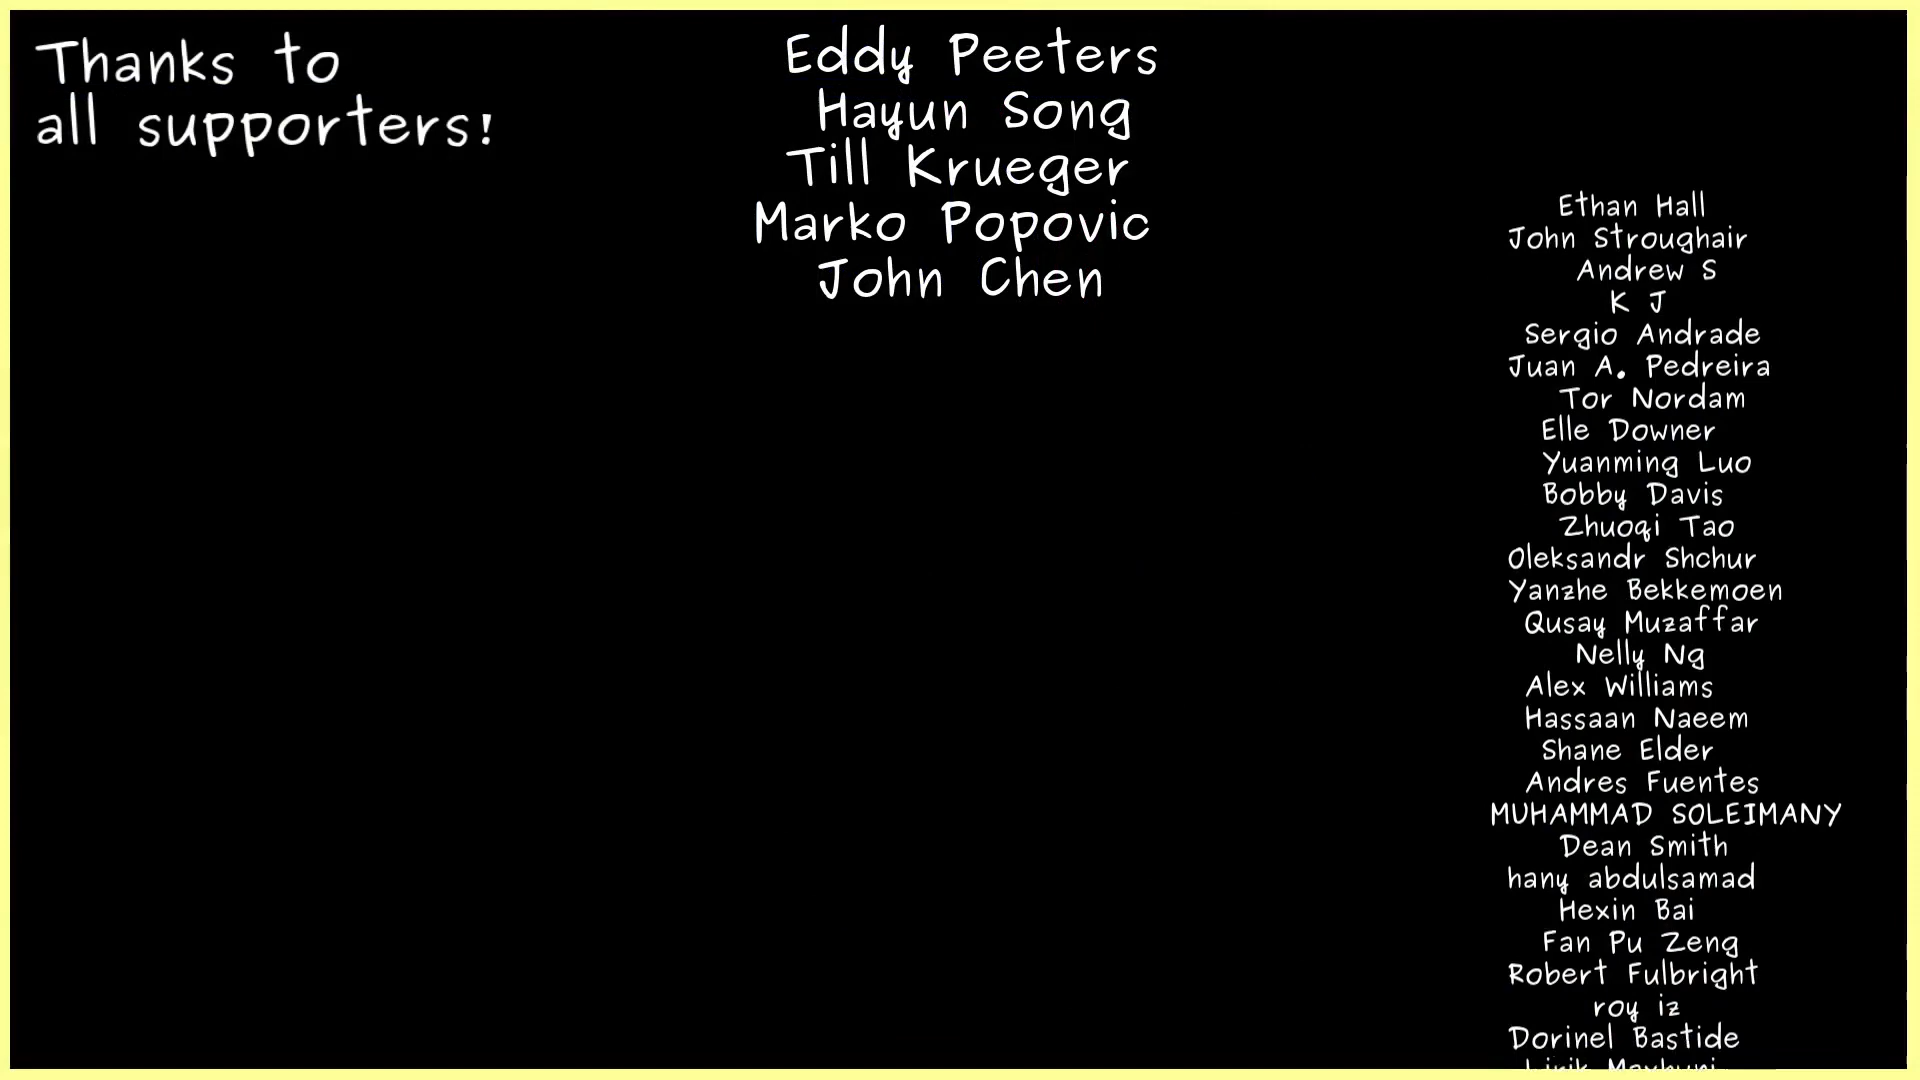 Thanks to
all supporters!
Eddy Peeters
Hayun Song
Till Krueger
Marko Popovic
John Chen
Ethan Hall
John Stroughair
Andrew S
K J
Sergio Andrade
Juan A. Pedreira
Tor Nordam
Elle Downer
Yuanming Luo
Bobby Davis
Zhuoqi Tao
Oleksandr Shchur
Yanzhe Bekkemoen
Qusay Muzaffar
Nelly Ng
Alex Williams
Hassaan Naeem
Shane Elder
Andres Fuentes
MUHAMMAD SOLEIMANY
Dean Smith
hany abdulsamad
Hexin Bai
Fan Pu Zeng
Robert Fulbright
roy iz
Dorinel Bastide